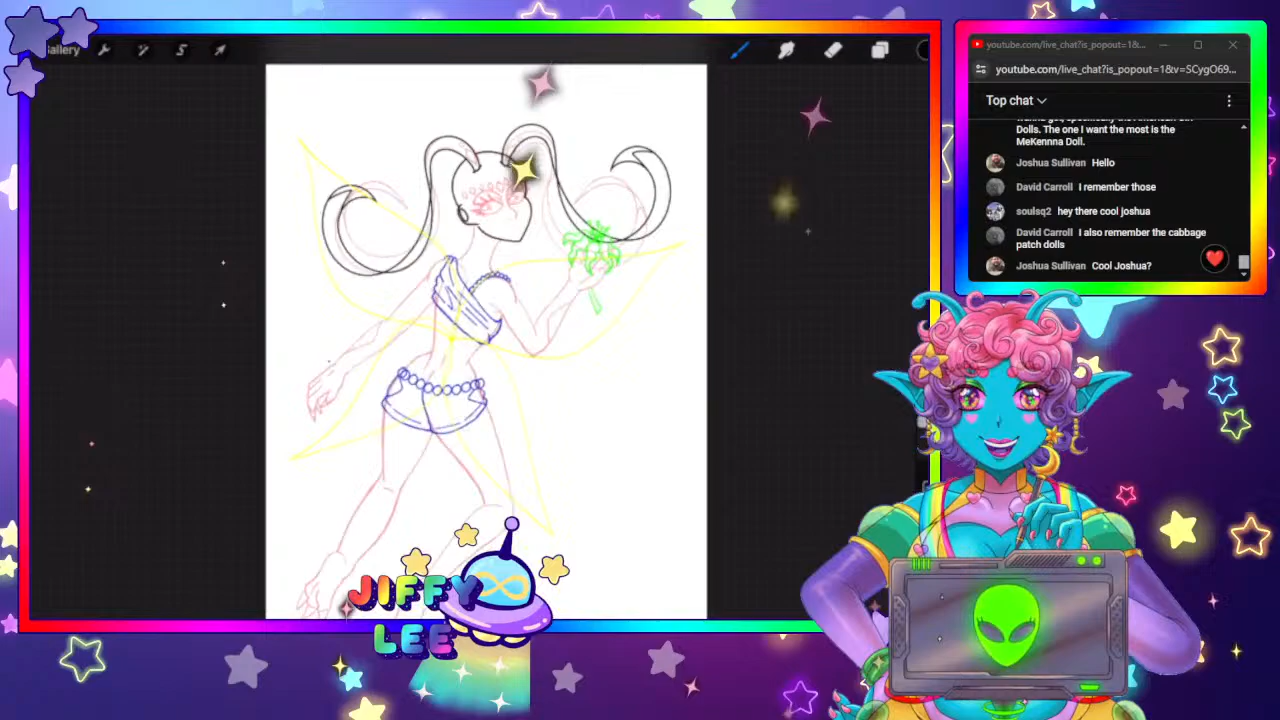 Gallery
youtube.com/live_chat?is_popout=1&...
youtube.com/live_chat?is_popout=1&v=SCygO69...
Top chat
Dolls. The one I want the most is the
MeKennna Doll.
Joshua Sullivan Hello
David Carroll I remember those
soulsq2 hey there cool joshua
David Carroll I also remember the cabbage
patch dolls
Joshua Sullivan Cool Joshua?
JIFFY
LEE